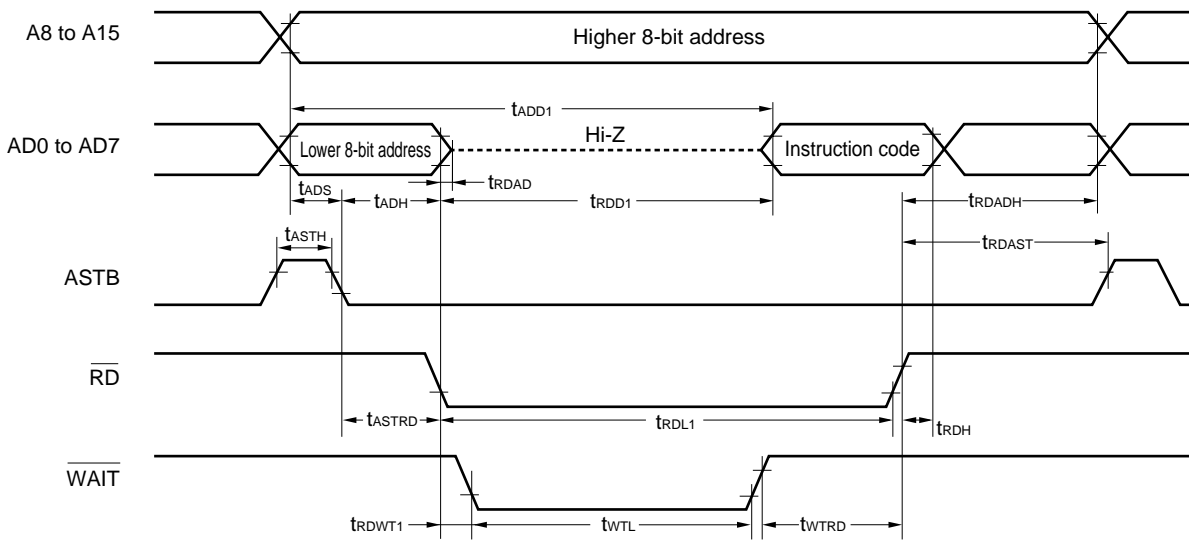 A8 to A15
Higher 8-bit address
tADD1
AD0 to AD7
Lower 8-bit address
Hi-Z
Instruction code
tRDAD
tADS
tADH
tRDD1
tRDADH
tASTH
tRDAST
ASTB
RD
tASTRD
tRDL1
tRDH
WAIT
tRDWT1
tWTL
tWTRD